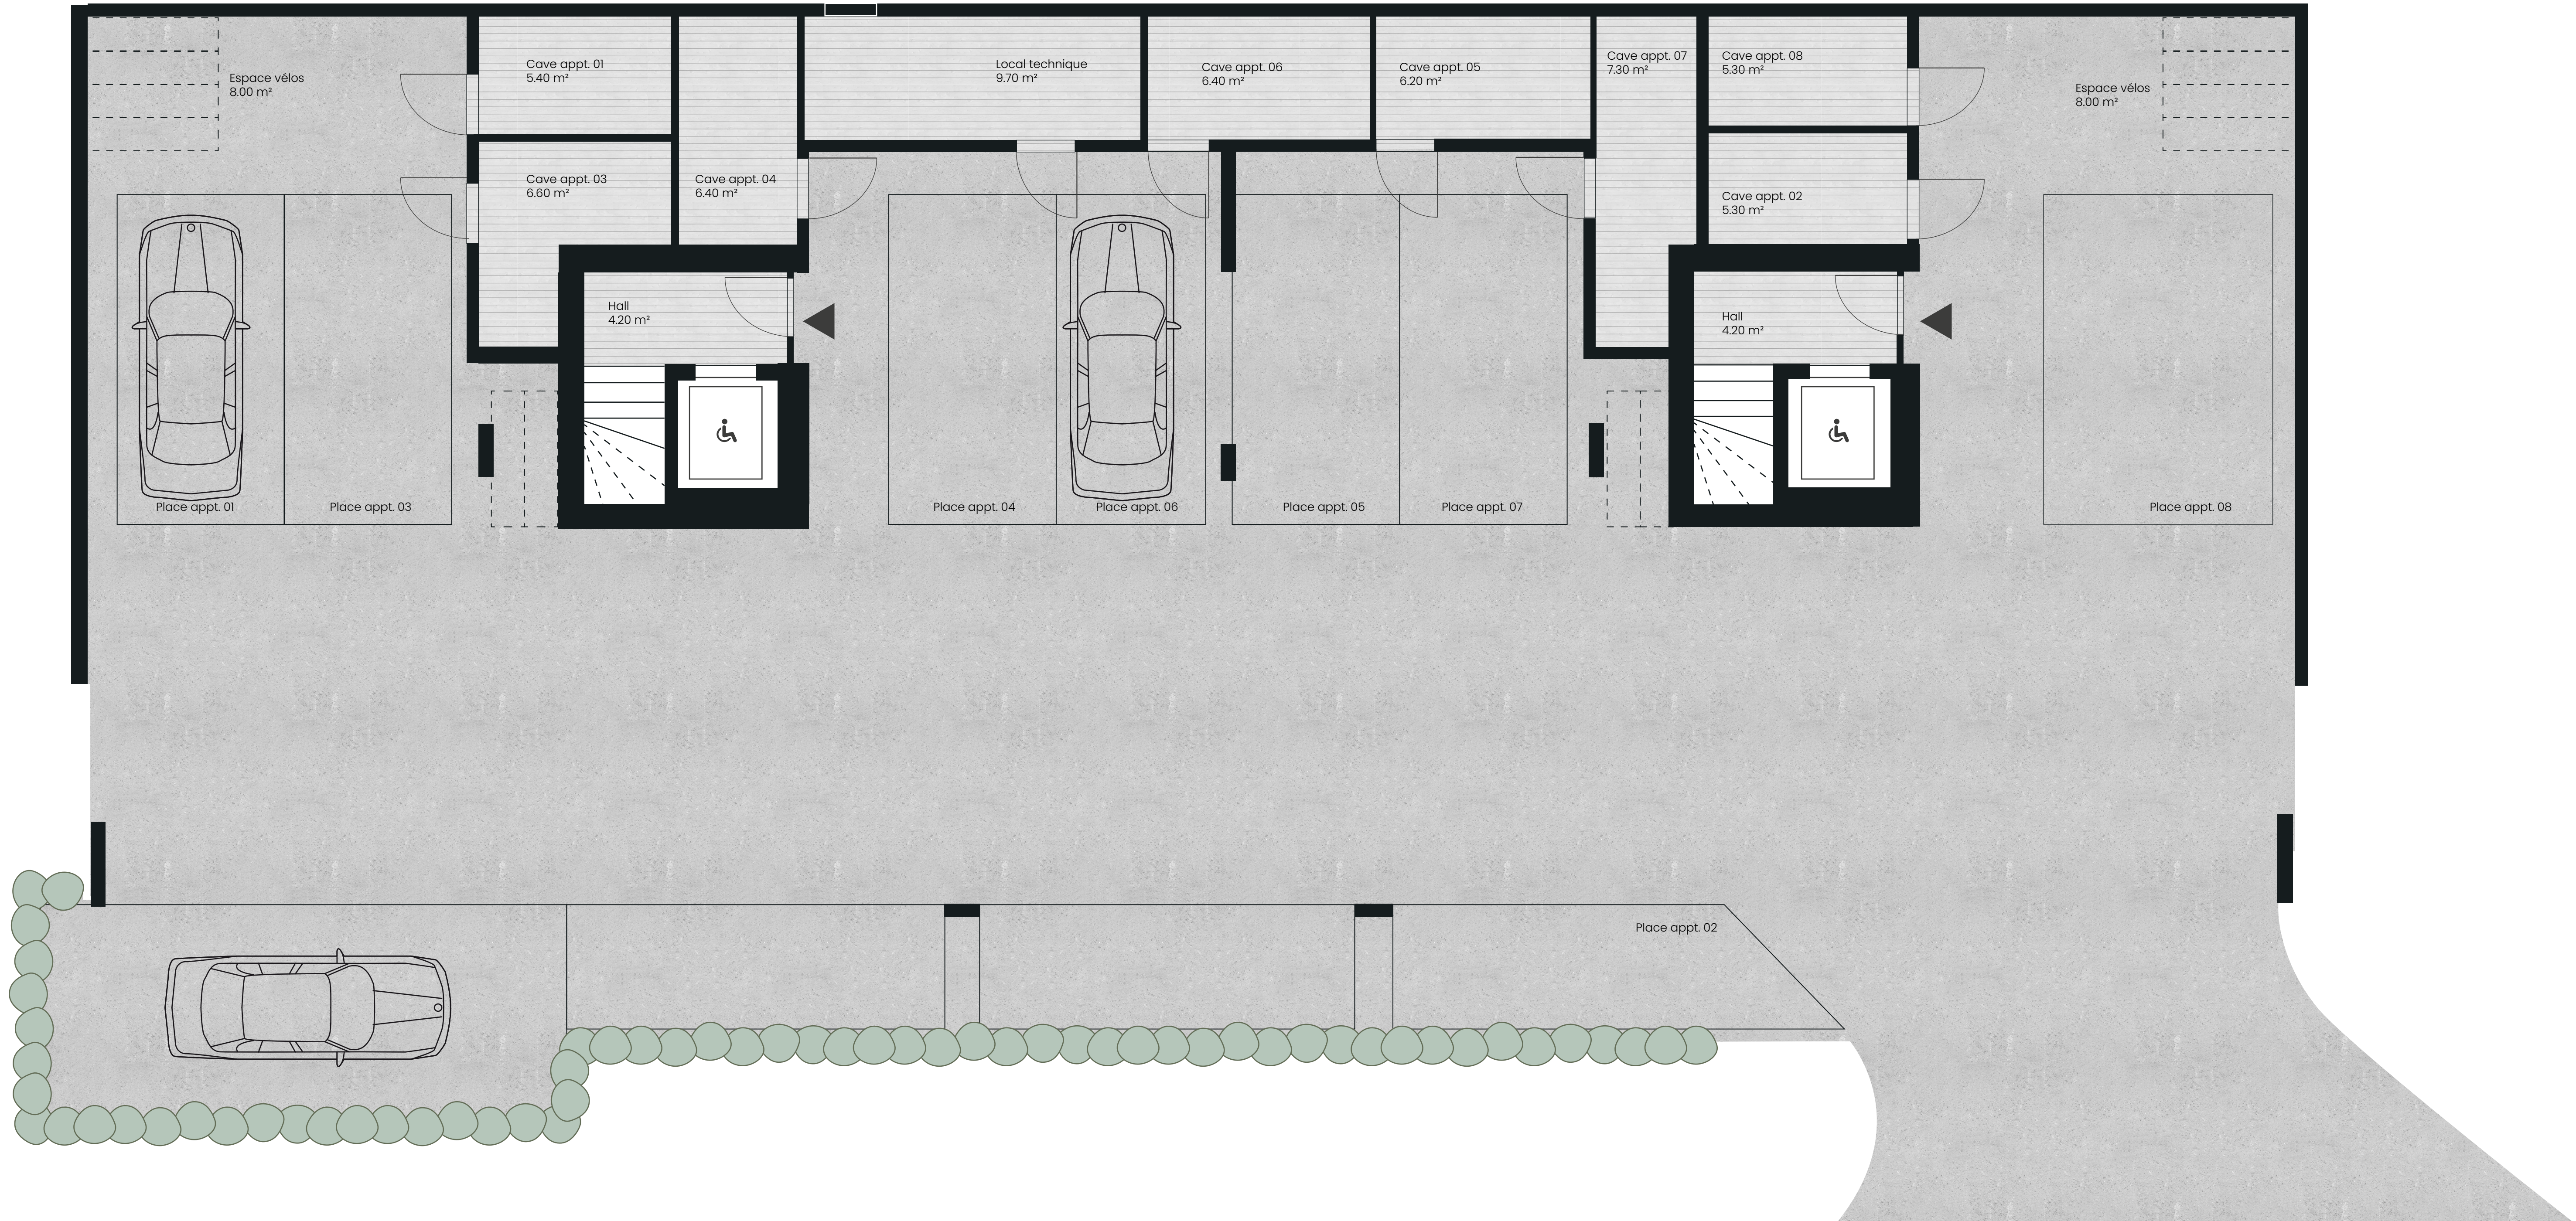 Espace vélos
8.00 m²
Cave appt. 01
5.40 m²
Local technique
9.70 m²
Cave appt. 06
6.40 m²
Cave appt. 05
6.20 m²
Cave appt. 07
7.30 m²
Cave appt. 08
5.30 m²
Espace vélos
8.00 m²
Cave appt. 03
6.60 m²
Cave appt. 04
6.40 m²
Cave appt. 02
5.30 m²
Hall
4.20 m²
Hall
4.20 m²
Place appt. 01
Place appt. 03
Place appt. 04
Place appt. 06
Place appt. 05
Place appt. 07
Place appt. 08
Place appt. 02